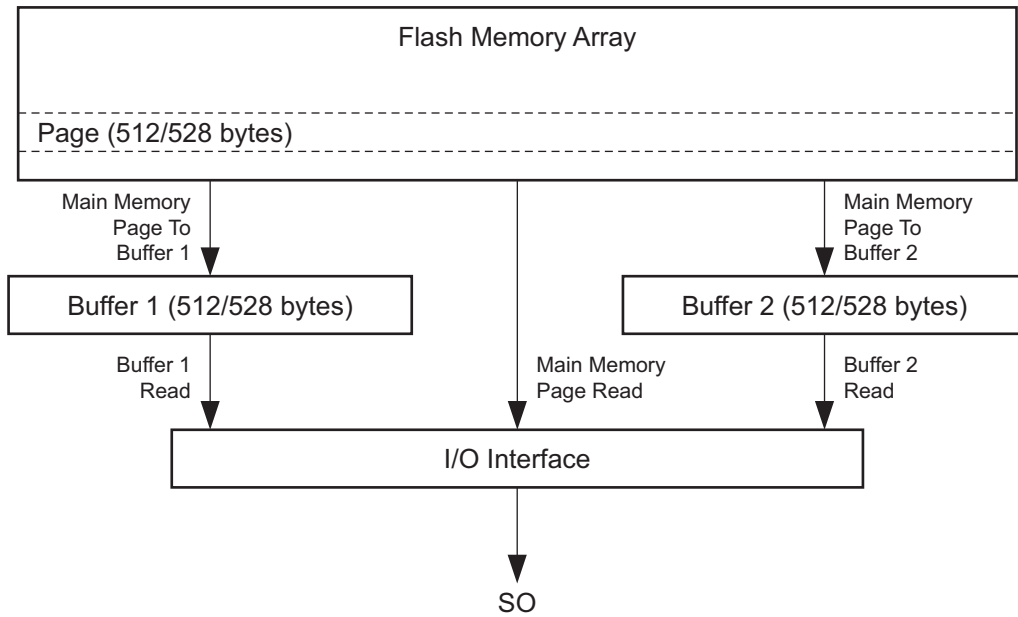 Flash Memory Array
Page (512/528 bytes)
Main Memory
Page To
Buffer 1
Main Memory
Page To
Buffer 2
Buffer 1 (512/528 bytes)
Buffer 2 (512/528 bytes)
Buffer 1
Read
Main Memory
Page Read
Buffer 2
Read
I/O Interface
SO